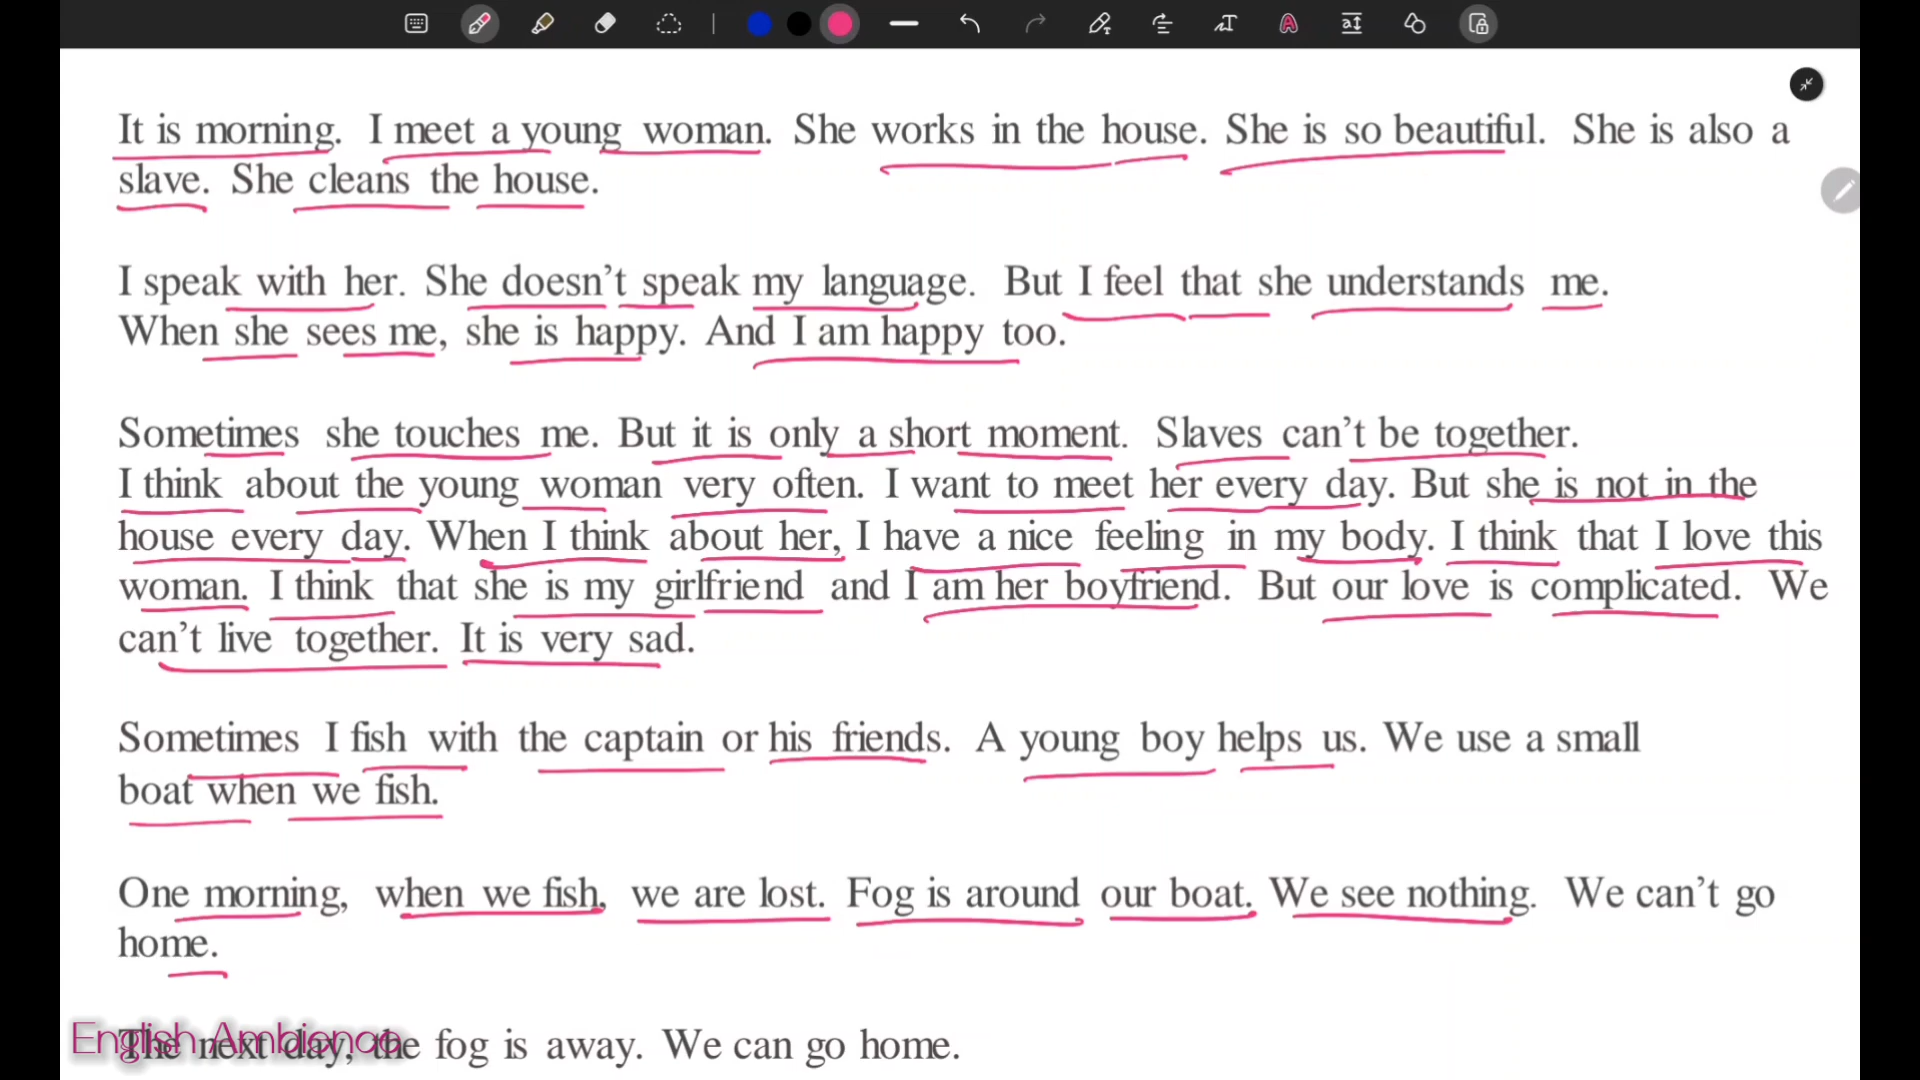 It is morning. I meet a young woman. She works in the house. She is so beautiful. She is also a
slave. She cleans the house.
I speak with her. She doesn't speak my language. But I feel that she understands me.
When she sees me, she is happy. And I am happy too.
Sometimes she touches me. But it is only a short moment. Slaves can't be together.
I think about the young woman very often. I want to meet her every day. But she is not in the
house every day. When I think about her, I have a nice feeling in my body. I think that I love this
woman. I think that she is my girlfriend and I am her boyfriend. But our love is complicated. We
can't live together. It is very sad.
Sometimes I fish with the captain or his friends. A young boy helps us. We use a small
boat when we fish.
One morning, when we fish, we are lost. Fog is around our boat. We see nothing. We can't go
home.
The next day, the fog is away. We can go home.
English Ambience